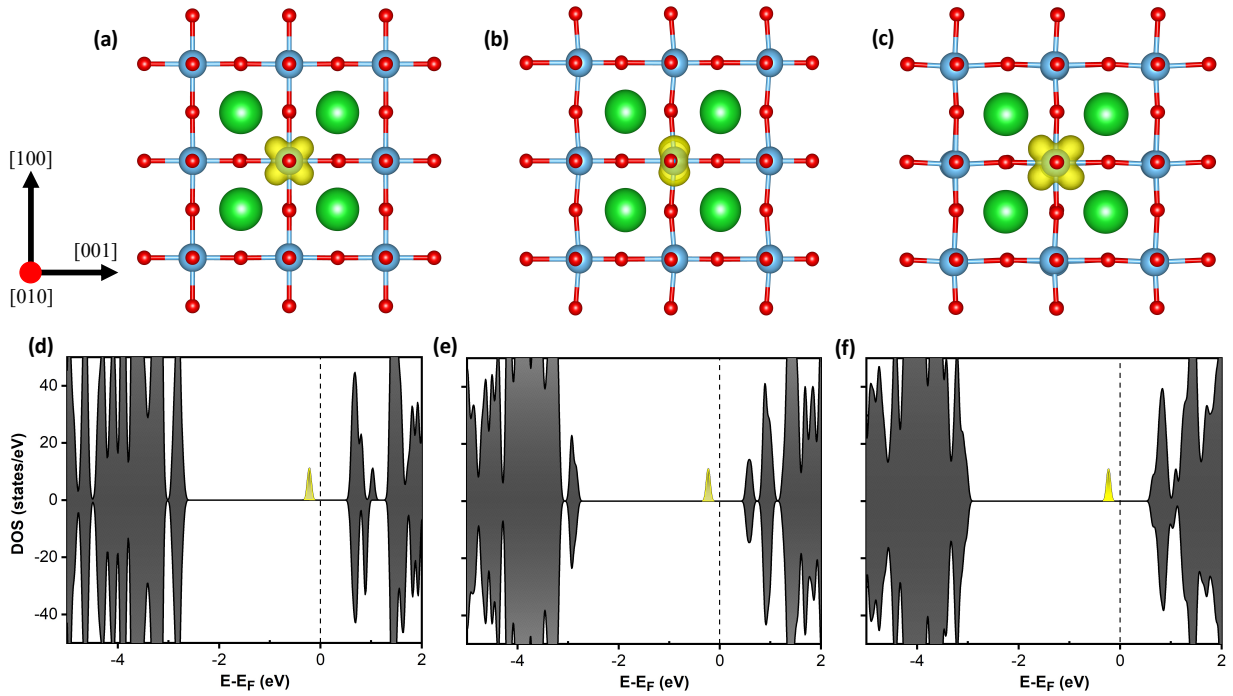 (a) (b) (c)
[100]
[001]
[010]
(d) (e) (f)
40
20
0
-20
-40
DOS (states/eV)
-4 -2 0 2 -4 -2 0 2 -4 -2 0 2
E-E_F (eV) E-E_F (eV) E-E_F (eV)